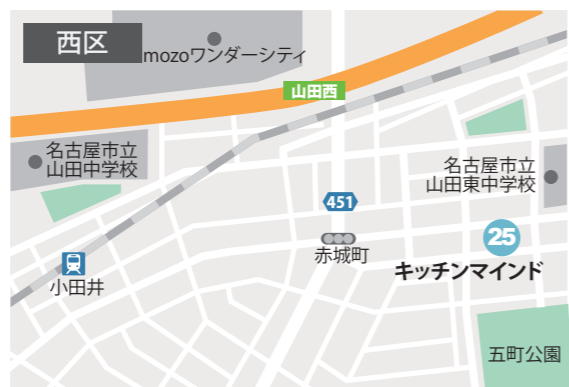 西区
mozoワンダーシティ
山田西
名古屋市立
山田中学校
名古屋市立
山田東中学校
451
25
赤城町
キッチンマインド
小田井
五町公園